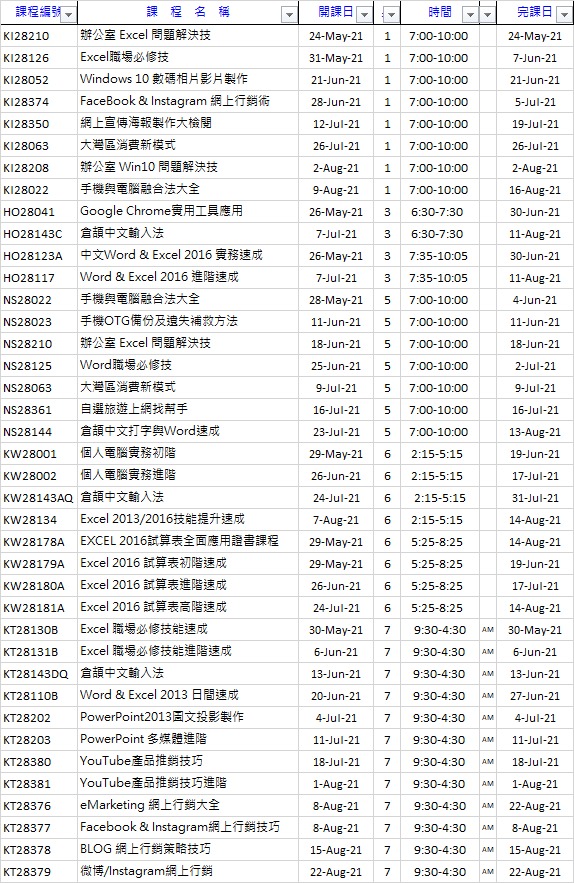 課程編號 課 程 名 稱 開課日 時間 完課日
KI28210 辦公室 Excel 問題解決技 24-May-21 1 7:00-10:00 24-May-21
KI28126 Excel職場必修技 31-May-21 1 7:00-10:00 7-Jun-21
KI28052 Windows 10 數碼相片影片製作 21-Jun-21 1 7:00-10:00 21-Jun-21
KI28374 FaceBook & Instagram 網上行銷術 28-Jun-21 1 7:00-10:00 5-Jul-21
KI28350 網上宣傳海報製作大檢閱 12-Jul-21 1 7:00-10:00 19-Jul-21
KI28063 大灣區消費新模式 26-Jul-21 1 7:00-10:00 26-Jul-21
KI28208 辦公室 Win10 問題解決技 2-Aug-21 1 7:00-10:00 2-Aug-21
KI28022 手機與電腦融合法大全 9-Aug-21 1 7:00-10:00 16-Aug-21
HO28041 Google Chrome實用工具應用 26-May-21 3 6:30-7:30 30-Jun-21
HO28143C 倉頡中文輸入法 7-Jul-21 3 6:30-7:30 11-Aug-21
HO28123A 中文Word & Excel 2016 實務速成 26-May-21 3 7:35-10:05 30-Jun-21
HO28117 Word & Excel 2016 進階速成 7-Jul-21 3 7:35-10:05 11-Aug-21
NS28022 手機與電腦融合法大全 28-May-21 5 7:00-10:00 4-Jun-21
NS28023 手機OTG備份及遺失補救方法 11-Jun-21 5 7:00-10:00 11-Jun-21
NS28210 辦公室 Excel 問題解決技 18-Jun-21 5 7:00-10:00 18-Jun-21
NS28125 Word職場必修技 25-Jun-21 5 7:00-10:00 2-Jul-21
NS28063 大灣區消費新模式 9-Jul-21 5 7:00-10:00 9-Jul-21
NS28361 自選旅遊上網找幫手 16-Jul-21 5 7:00-10:00 16-Jul-21
NS28144 倉頡中文打字與Word速成 23-Jul-21 5 7:00-10:00 13-Aug-21
KW28001 個人電腦實務初階 29-May-21 6 2:15-5:15 19-Jun-21
KW28002 個人電腦實務進階 26-Jun-21 6 2:15-5:15 17-Jul-21
KW28143AQ 倉頡中文輸入法 24-Jul-21 6 2:15-5:15 31-Jul-21
KW28134 Excel 2013/2016技能提升速成 7-Aug-21 6 2:15-5:15 14-Aug-21
KW28178A EXCEL 2016試算表全面應用證書課程 29-May-21 6 5:25-8:25 14-Aug-21
KW28179A Excel 2016 試算表初階速成 29-May-21 6 5:25-8:25 19-Jun-21
KW28180A Excel 2016 試算表進階速成 26-Jun-21 6 5:25-8:25 17-Jul-21
KW28181A Excel 2016 試算表高階速成 24-Jul-21 6 5:25-8:25 14-Aug-21
KT28130B Excel 職場必修技能速成 30-May-21 7 9:30-4:30 AM 30-May-21
KT28131B Excel 職場必修技能進階速成 6-Jun-21 7 9:30-4:30 AM 6-Jun-21
KT28143DQ 倉頡中文輸入法 13-Jun-21 7 9:30-4:30 AM 13-Jun-21
KT28110B Word & Excel 2013 日間速成 20-Jun-21 7 9:30-4:30 AM 27-Jun-21
KT28202 PowerPoint2013圖文投影製作 4-Jul-21 7 9:30-4:30 AM 4-Jul-21
KT28203 PowerPoint 多媒體進階 11-Jul-21 7 9:30-4:30 AM 11-Jul-21
KT28380 YouTube產品推銷技巧 18-Jul-21 7 9:30-4:30 AM 18-Jul-21
KT28381 YouTube產品推銷技巧進階 1-Aug-21 7 9:30-4:30 AM 1-Aug-21
KT28376 eMarketing 網上行銷大全 8-Aug-21 7 9:30-4:30 AM 22-Aug-21
KT28377 Facebook & Instagram網上行銷技巧 8-Aug-21 7 9:30-4:30 AM 8-Aug-21
KT28378 BLOG 網上行銷策略技巧 15-Aug-21 7 9:30-4:30 AM 15-Aug-21
KT28379 微博/Instagram網上行銷 22-Aug-21 7 9:30-4:30 AM 22-Aug-21